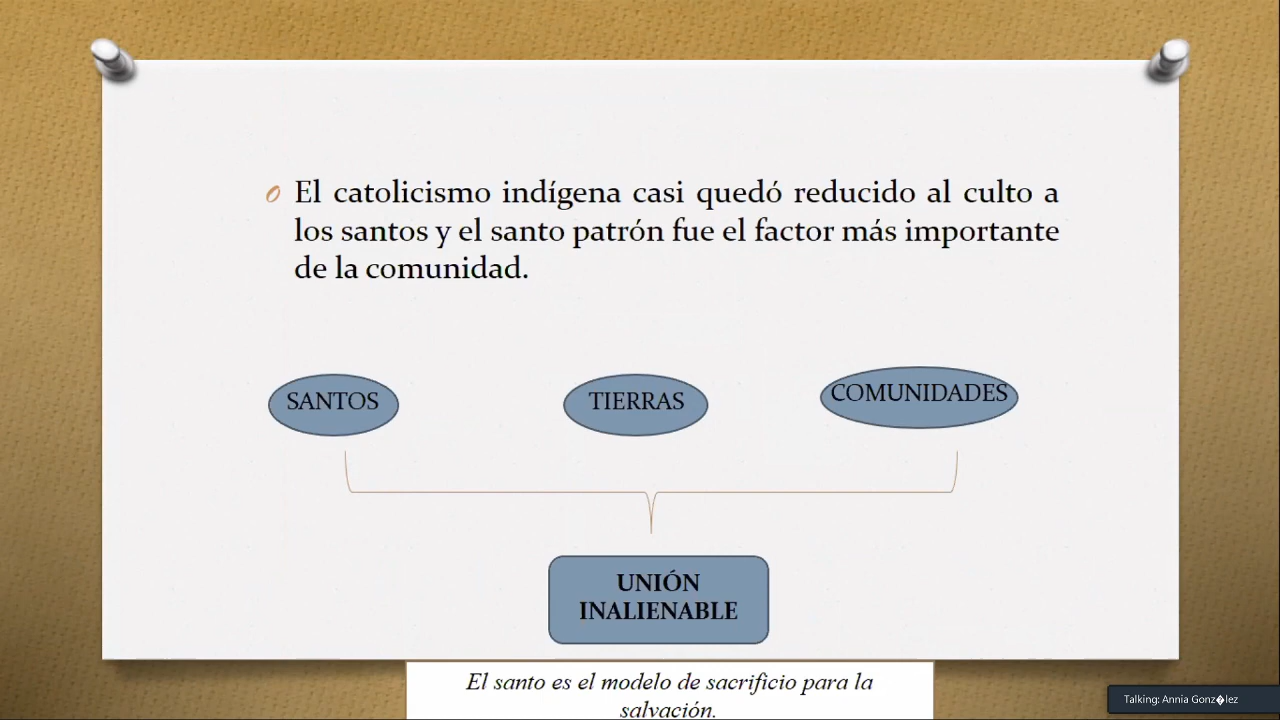 El catolicismo indígena casi quedó reducido al culto a
los santos y el santo patrón fue el factor más importante
de la comunidad.
SANTOS
TIERRAS
COMUNIDADES
UNIÓN
INALIENABLE
El santo es el modelo de sacrificio para la
salvación.
Talking: Annia Gonz�lez